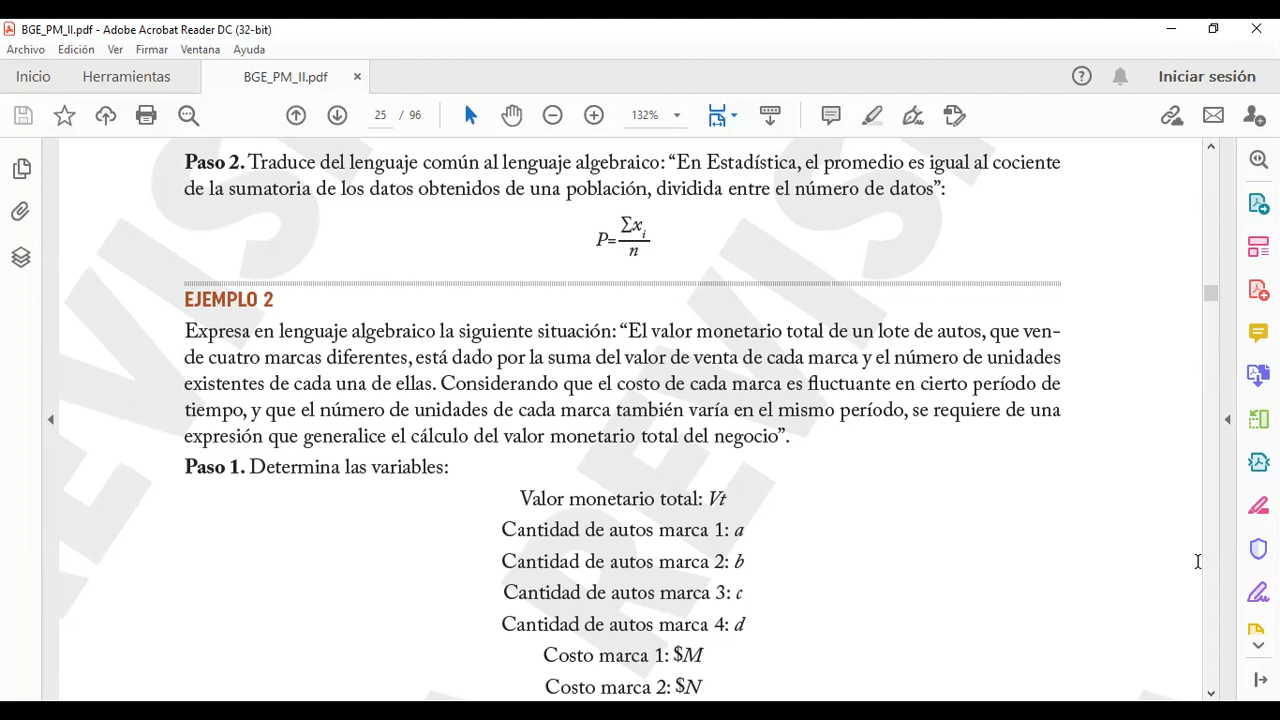 BGE_PM_II.pdf - Adobe Acrobat Reader DC (32-bit)
Archivo Edición Ver Firmar Ventana Ayuda
Inicio Herramientas BGE_PM_II.pdf × Iniciar sesión
25 / 96 132%
Paso 2. Traduce del lenguaje común al lenguaje algebraico: “En Estadística, el promedio es igual al cociente
de la sumatoria de los datos obtenidos de una población, dividida entre el número de datos”:
P= ∑xᵢ / n
EJEMPLO 2
Expresa en lenguaje algebraico la siguiente situación: “El valor monetario total de un lote de autos, que ven-
de cuatro marcas diferentes, está dado por la suma del valor de venta de cada marca y el número de unidades
existentes de cada una de ellas. Considerando que el costo de cada marca es fluctuante en cierto período de
tiempo, y que el número de unidades de cada marca también varía en el mismo período, se requiere de una
expresión que generalice el cálculo del valor monetario total del negocio”.
Paso 1. Determina las variables:
Valor monetario total: Vt
Cantidad de autos marca 1: a
Cantidad de autos marca 2: b
Cantidad de autos marca 3: c
Cantidad de autos marca 4: d
Costo marca 1: $M
Costo marca 2: $N